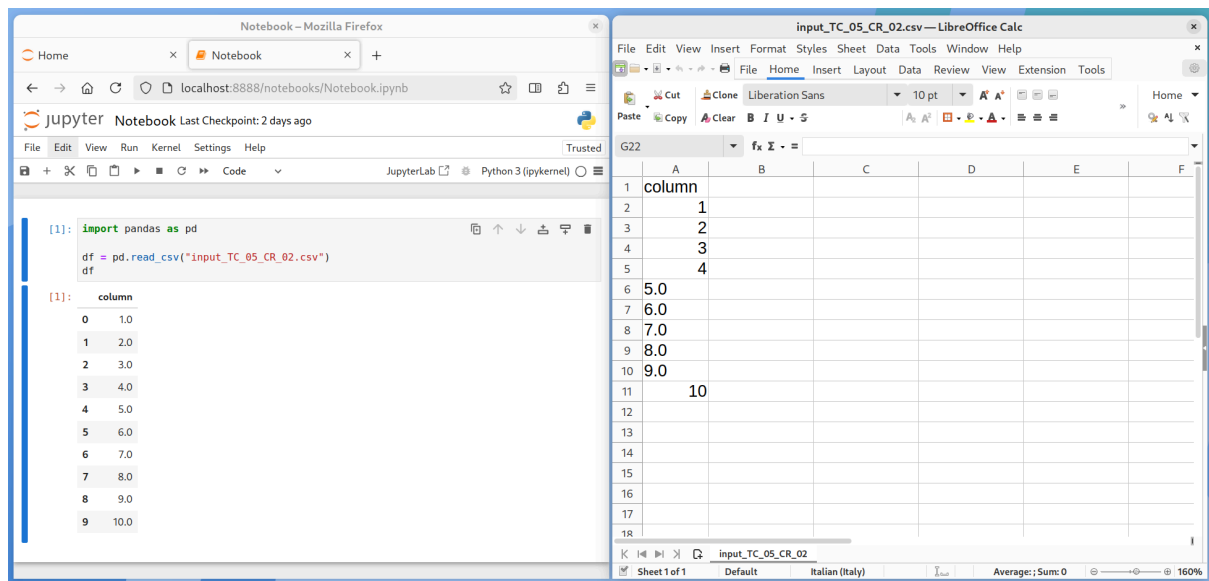 Notebook — Mozilla Firefox
Home
Notebook
localhost:8888/notebooks/Notebook.ipynb
jupyter Notebook Last Checkpoint: 2 days ago
File Edit View Run Kernel Settings Help Trusted
Code JupyterLab Python 3 (ipykernel)
[1]: import pandas as pd
df = pd.read_csv("input_TC_05_CR_02.csv")
df
[1]: column
0 1.0
1 2.0
2 3.0
3 4.0
4 5.0
5 6.0
6 7.0
7 8.0
8 9.0
9 10.0
input_TC_05_CR_02.csv — LibreOffice Calc
File Edit View Insert Format Styles Sheet Data Tools Window Help
File Home Insert Layout Data Review View Extension Tools
Cut Clone Liberation Sans 10 pt Home
Paste Copy Clear B I U S
G22 fx Σ =
A B C D E F
1 column
2 1
3 2
4 3
5 4
6 5.0
7 6.0
8 7.0
9 8.0
10 9.0
11 10
12
13
14
15
16
17
18
input_TC_05_CR_02
Sheet 1 of 1 Default Italian (Italy) Average: ; Sum: 0 160%